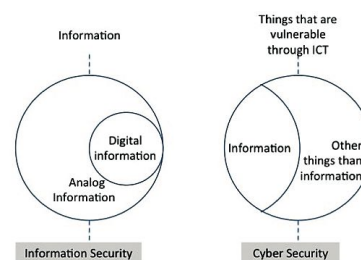 Information
Digital
information
Analog
Information
Information Security
Things that are
vulnerable
through ICT
Information
Other
things than
information
Cyber Security